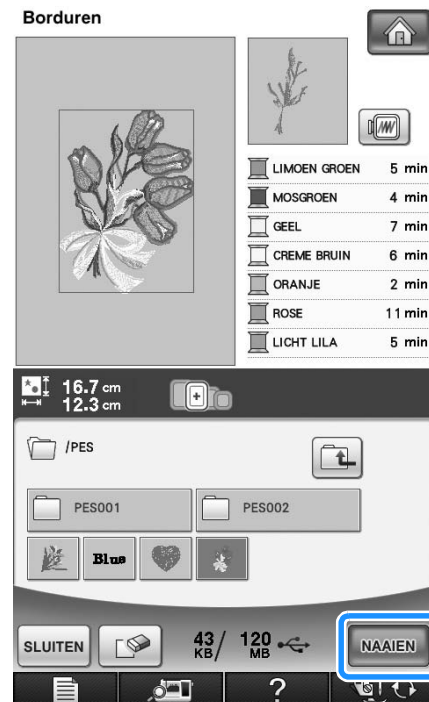 Borduren
LIMOEN GROEN 5 min
MOSGROEN 4 min
GEEL 7 min
CREME BRUIN 6 min
ORANJE 2 min
ROSE 11 min
LICHT LILA 5 min
16.7 cm
12.3 cm
/PES
PES001 PES002
Blue
SLUITEN 43 KB/ 120 MB NAAIEN
?